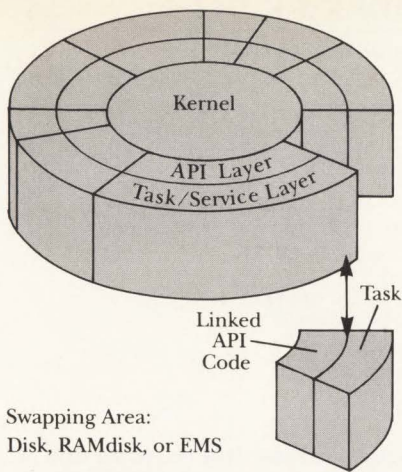 Kernel
API Layer
Task/Service Layer
Task
Linked
API
Code
Swapping Area:
Disk, RAMdisk, or EMS